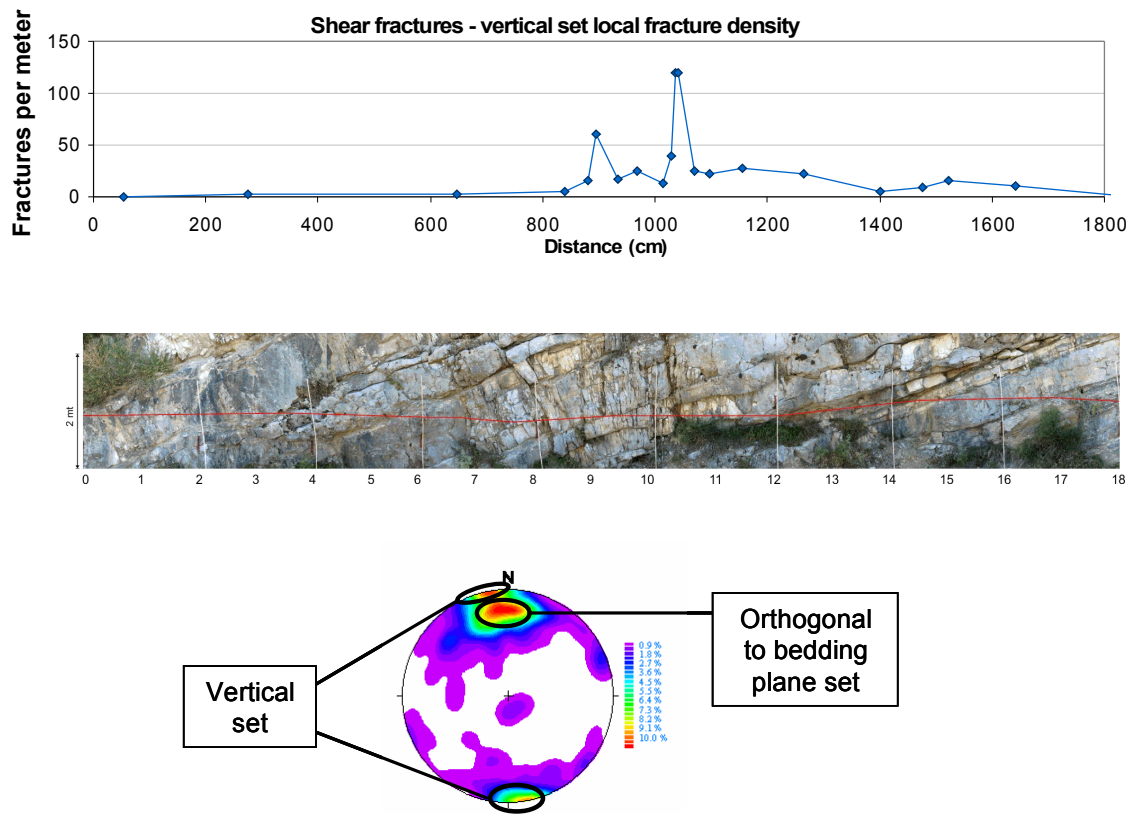 Shear fractures - vertical set local fracture density
Fractures per meter
150
100
50
0
0 200 400 600 800 1000 1200 1400 1600 1800
Distance (cm)
2 mt
0 1 2 3 4 5 6 7 8 9 10 11 12 13 14 15 16 17 18
N
Orthogonal
to bedding
plane set
Vertical
set
0.9 %
1.8 %
2.7 %
3.6 %
4.5 %
5.5 %
6.4 %
7.3 %
8.2 %
9.1 %
10.0 %